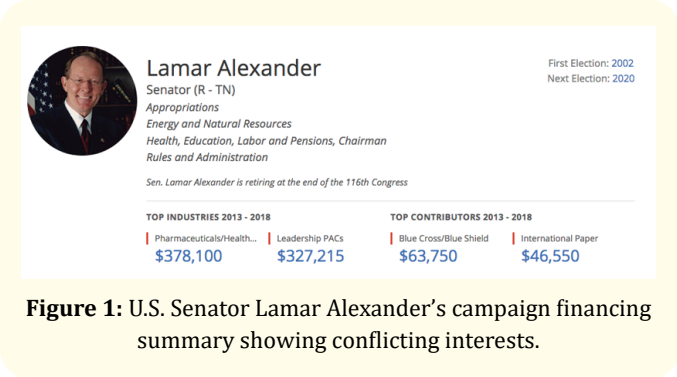 Lamar Alexander
First Election: 2002
Next Election: 2020
Senator (R - TN)
Appropriations
Energy and Natural Resources
Health, Education, Labor and Pensions, Chairman
Rules and Administration
Sen. Lamar Alexander is retiring at the end of the 116th Congress
TOP INDUSTRIES 2013 - 2018
Pharmaceuticals/Health...
$378,100
Leadership PACs
$327,215
TOP CONTRIBUTORS 2013 - 2018
Blue Cross/Blue Shield
$63,750
International Paper
$46,550
Figure 1: U.S. Senator Lamar Alexander’s campaign financing
summary showing conflicting interests.